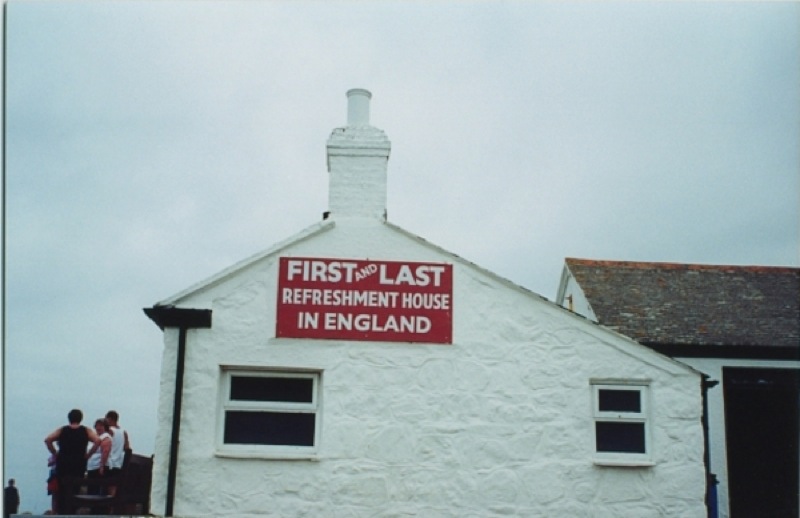 FIRST AND LAST
REFRESHMENT HOUSE
IN ENGLAND